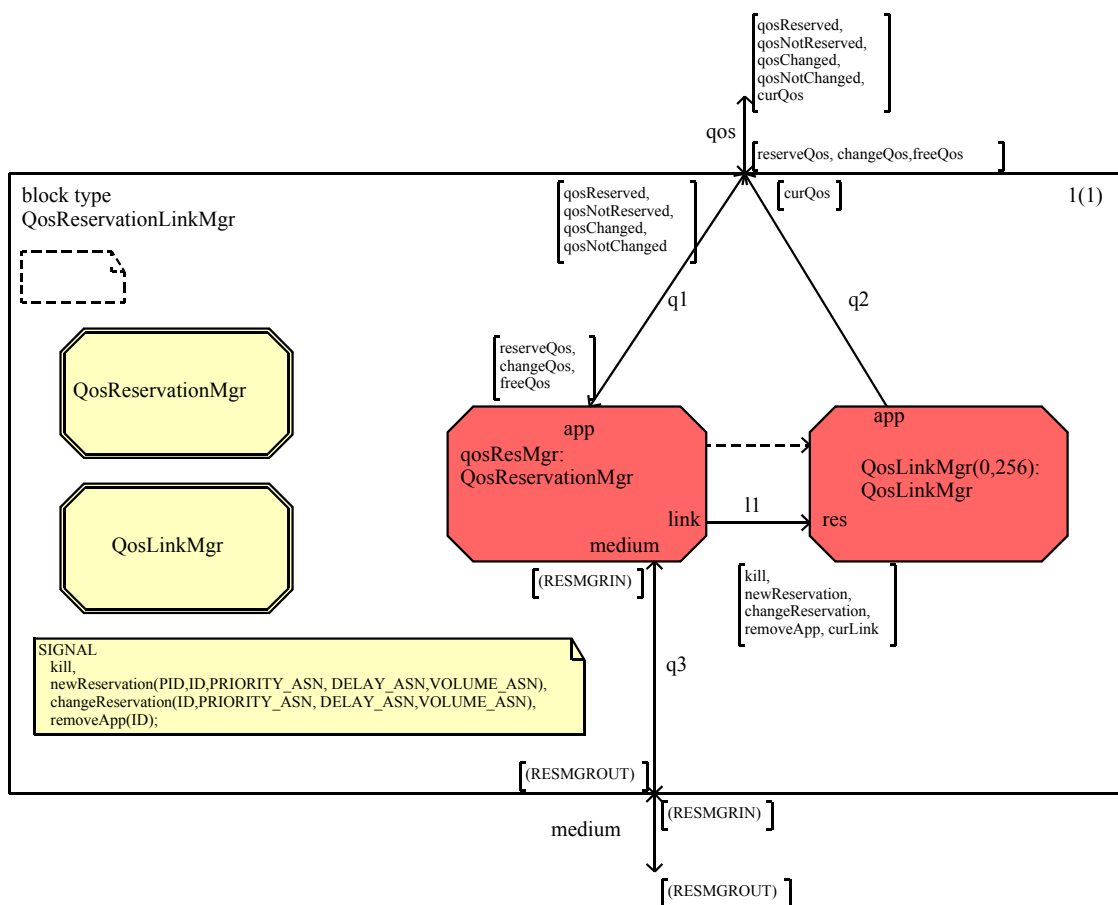 qosReserved,
qosNotReserved,
qosChanged,
qosNotChanged,
curQos
qos
reserveQos, changeQos,freeQos
block type
QosReservationLinkMgr
1(1)
qosReserved,
qosNotReserved,
qosChanged,
qosNotChanged
curQos
q1
q2
reserveQos,
changeQos,
freeQos
QosReservationMgr
app
qosResMgr:
QosReservationMgr
link
medium
app
QosLinkMgr(0,256):
QosLinkMgr
res
l1
QosLinkMgr
(RESMGRIN)
kill,
newReservation,
changeReservation,
removeApp, curLink
SIGNAL
kill,
newReservation(PID,ID,PRIORITY_ASN, DELAY_ASN,VOLUME_ASN),
changeReservation(ID,PRIORITY_ASN, DELAY_ASN,VOLUME_ASN),
removeApp(ID);
q3
(RESMGROUT)
medium
(RESMGRIN)
(RESMGROUT)